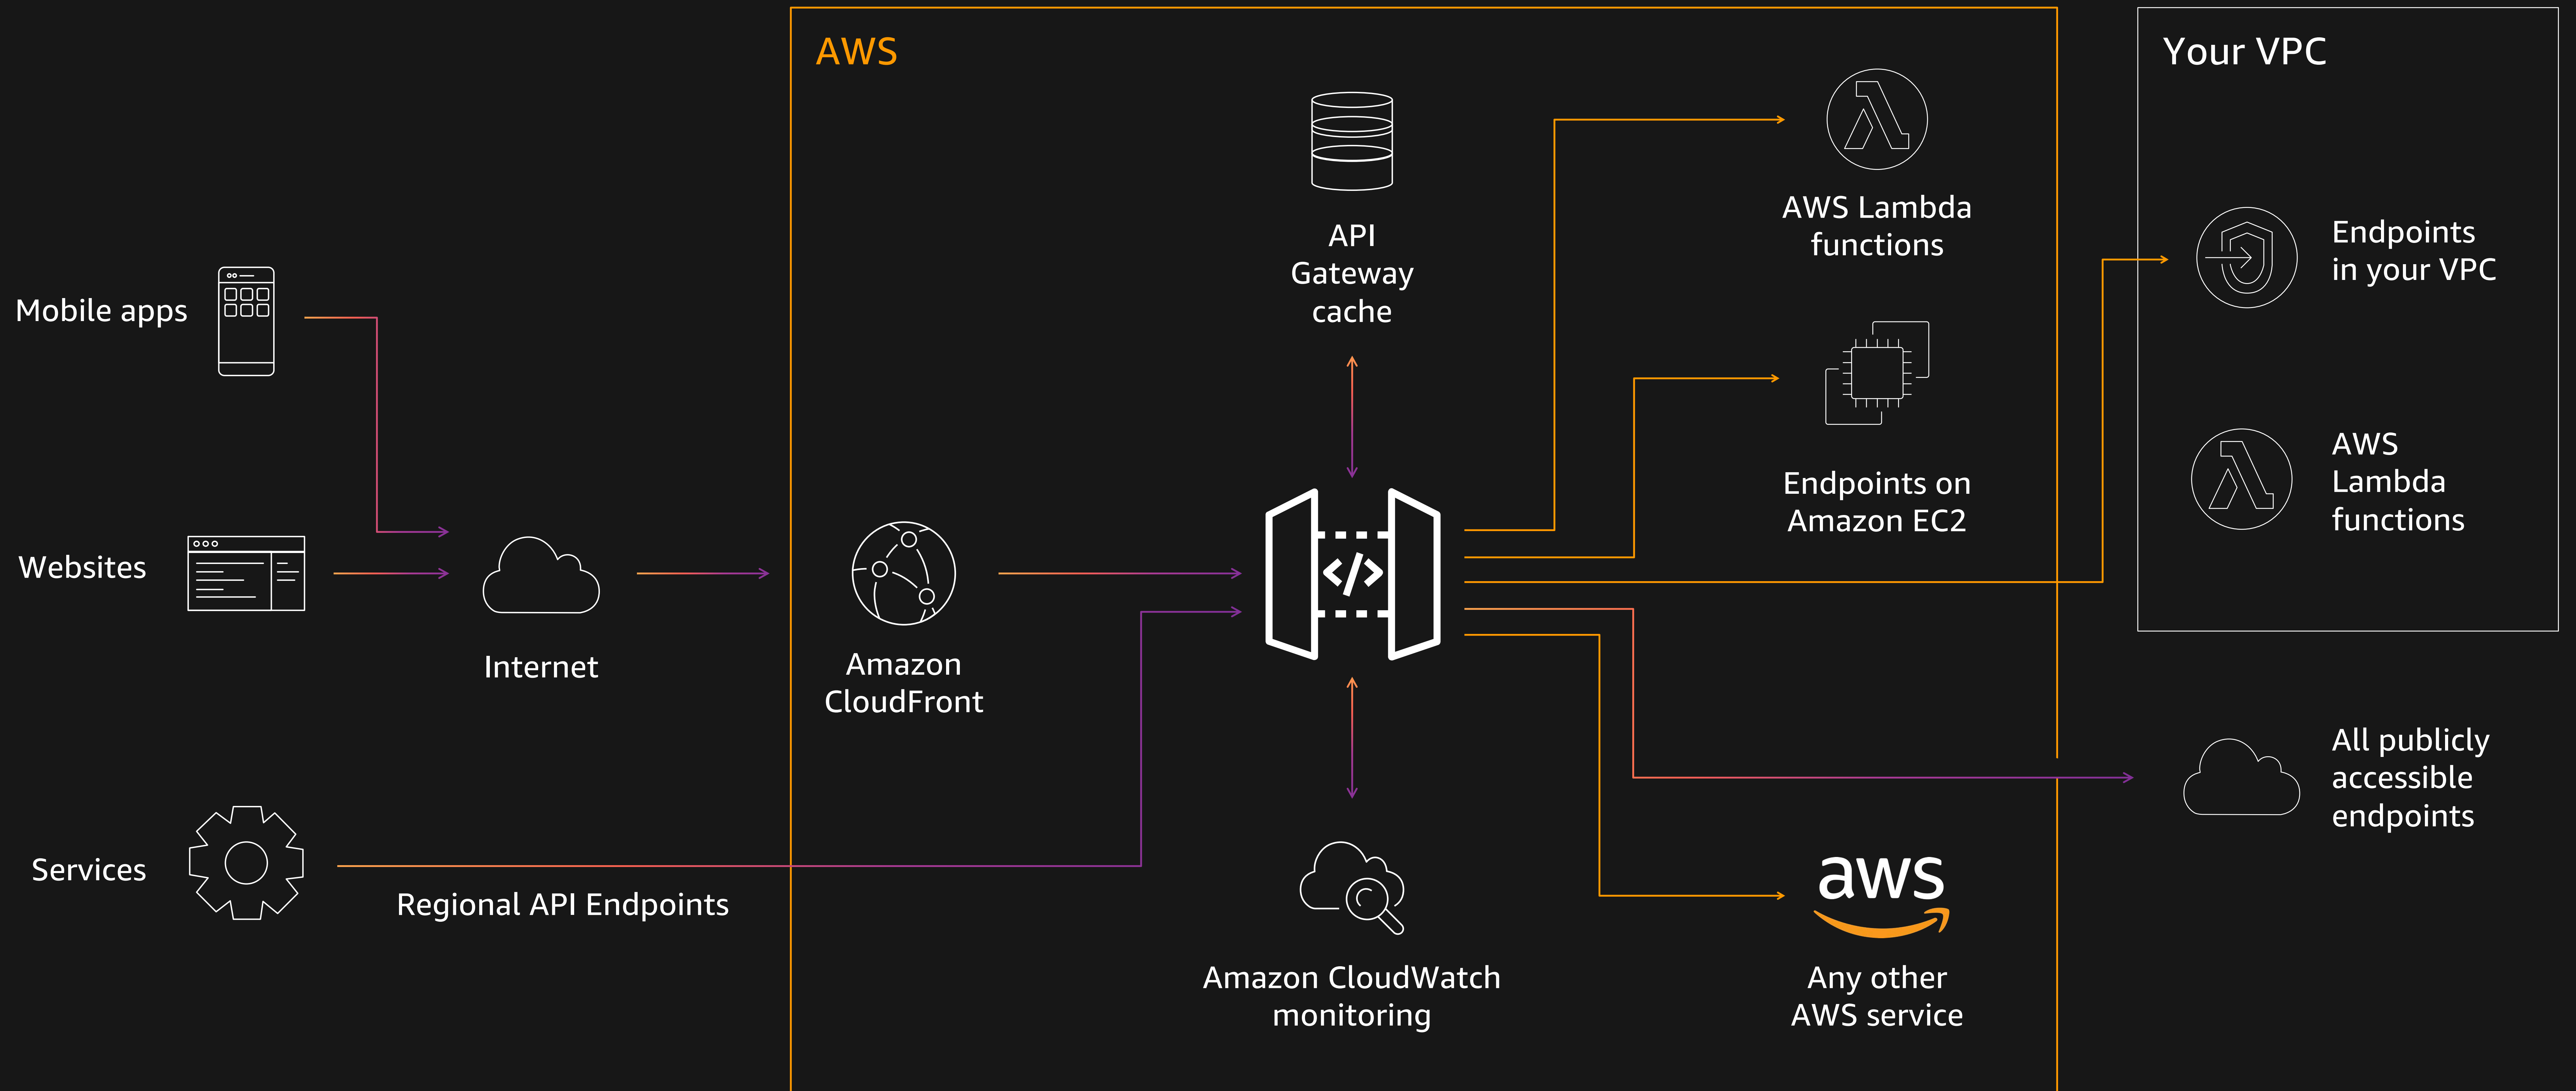 AWS
Your VPC
Mobile apps
Websites
Services
Internet
Regional API Endpoints
Amazon
CloudFront
API
Gateway
cache
</>
Amazon CloudWatch
monitoring
AWS Lambda
functions
Endpoints on
Amazon EC2
aws
Any other
AWS service
Endpoints
in your VPC
AWS
Lambda
functions
All publicly
accessible
endpoints